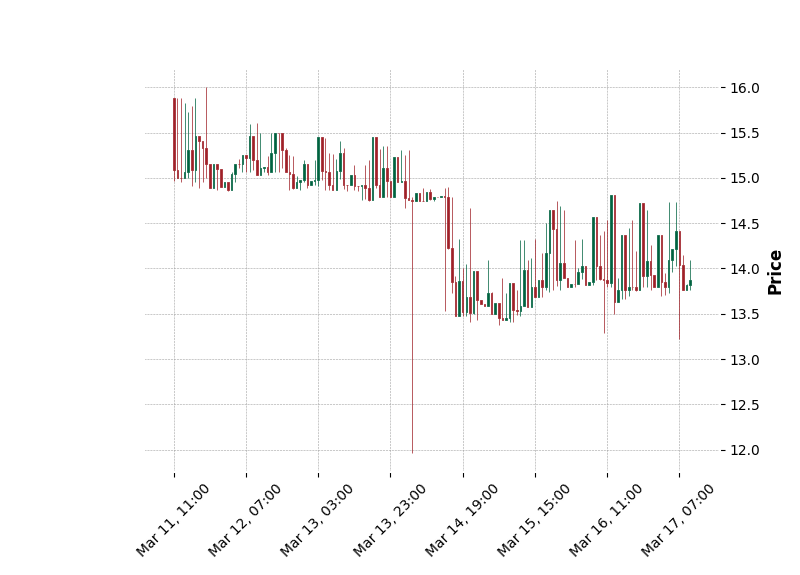 16.0
15.5
15.0
14.5
14.0
13.5
13.0
12.5
12.0
Price
Mar 11, 11:00
Mar 12, 07:00
Mar 13, 03:00
Mar 13, 23:00
Mar 14, 19:00
Mar 15, 15:00
Mar 16, 11:00
Mar 17, 07:00